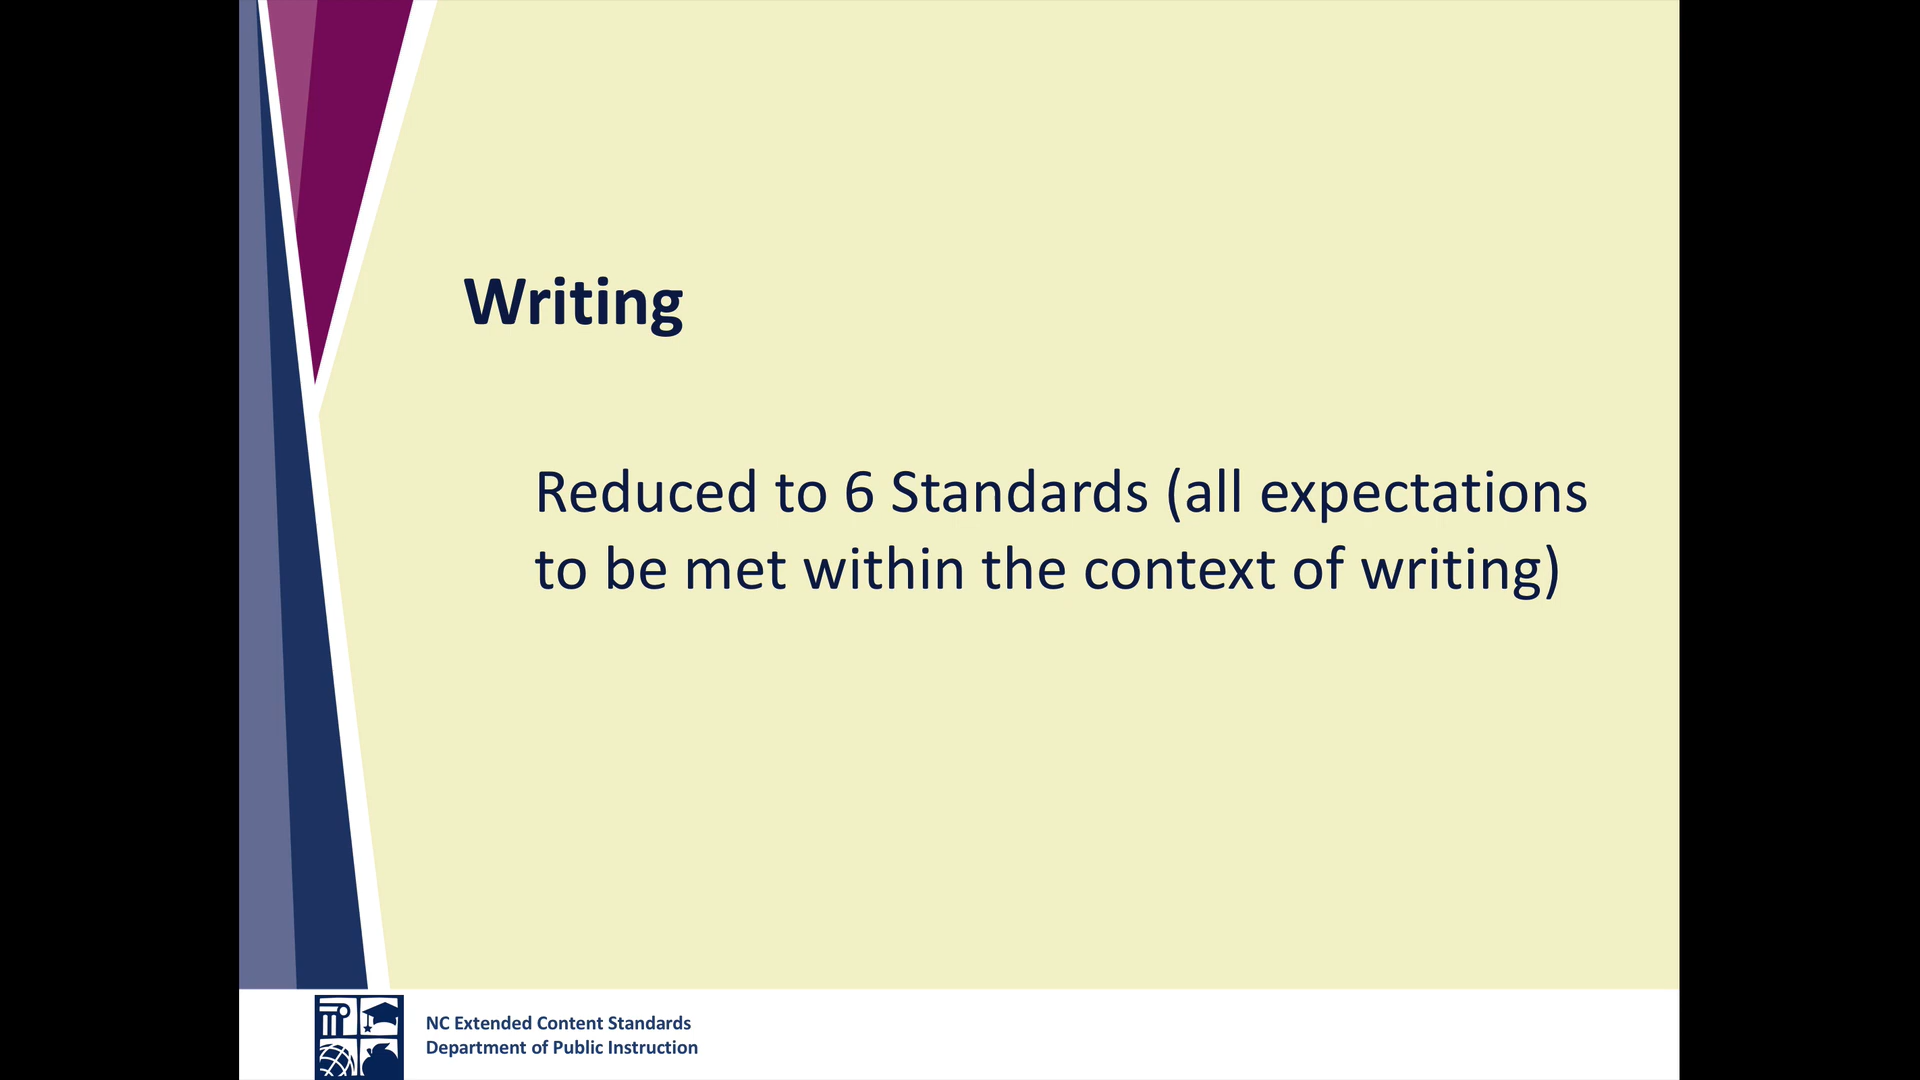 Writing
Reduced to 6 Standards (all expectations
to be met within the context of writing)
NC Extended Content Standards
Department of Public Instruction